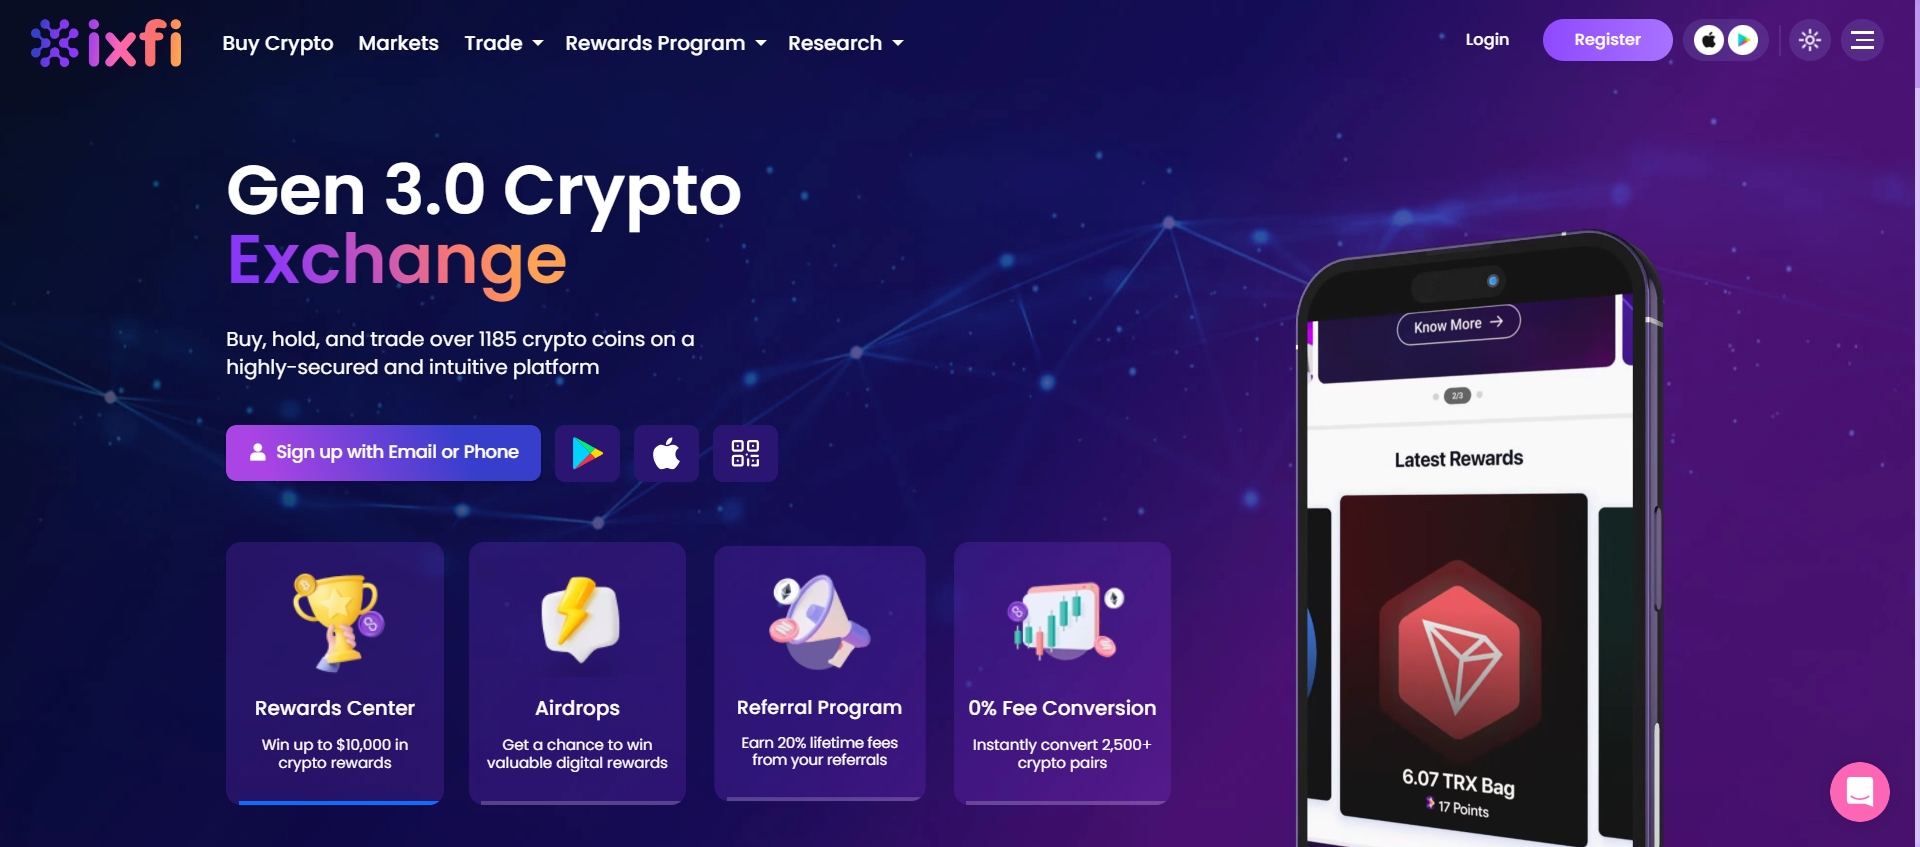 ixfi
Buy Crypto
Markets
Trade
Rewards Program
Research
Login
Register
Gen 3.0 Crypto
Exchange
Buy, hold, and trade over 1185 crypto coins on a
highly-secured and intuitive platform
Sign up with Email or Phone
Rewards Center
Win up to $10,000 in
crypto rewards
Airdrops
Get a chance to win
valuable digital rewards
Referral Program
Earn 20% lifetime fees
from your referrals
0% Fee Conversion
Instantly convert 2,500+
crypto pairs
Know More
2/3
Latest Rewards
6.07 TRX Bag
17 Points